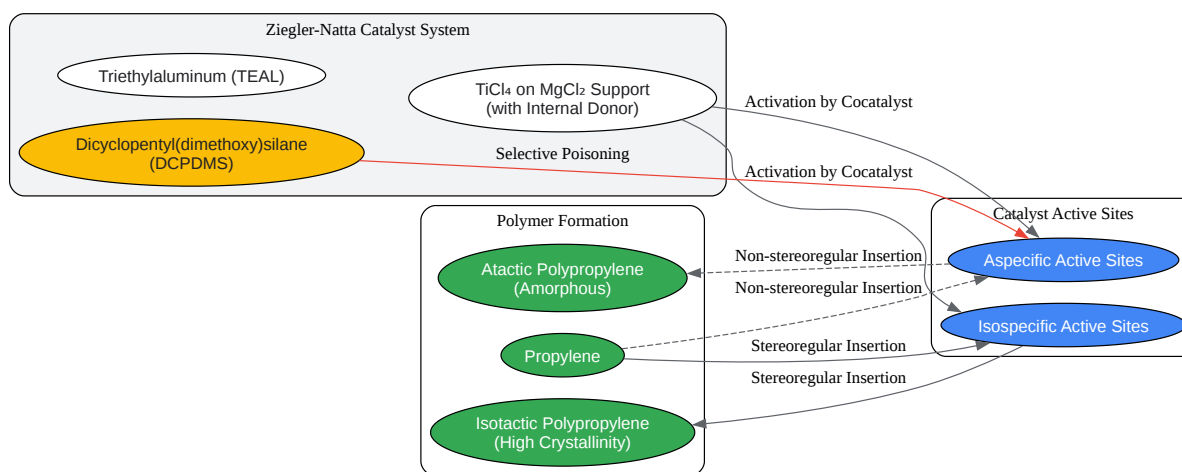 Ziegler-Natta Catalyst System
Triethylaluminum (TEAL)
TiCl₄ on MgCl₂ Support
(with Internal Donor)
Activation by Cocatalyst
Dicyclopentyl(dimethoxy)silane
(DCPDMS)
Selective Poisoning
Activation by Cocatalyst
Polymer Formation
Catalyst Active Sites
Atactic Polypropylene
(Amorphous)
Non-stereoregular Insertion
Aspecific Active Sites
Non-stereoregular Insertion
Propylene
Stereoregular Insertion
Isospecific Active Sites
Stereoregular Insertion
Isotactic Polypropylene
(High Crystallinity)